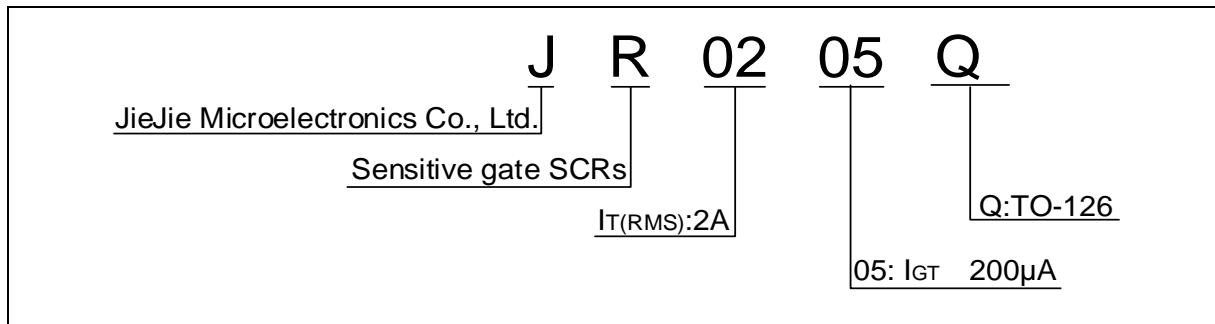 J R 02 05 Q
JieJie Microelectronics Co., Ltd.
Sensitive gate SCRs
IT(RMS):2A
Q:TO-126
05: IGT 200μA